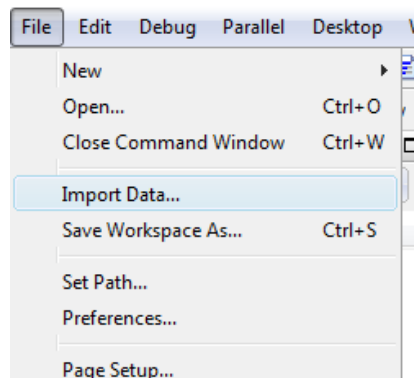 File Edit Debug Parallel Desktop
New
Open... Ctrl+O
Close Command Window Ctrl+W
Import Data...
Save Workspace As... Ctrl+S
Set Path...
Preferences...
Page Setup...